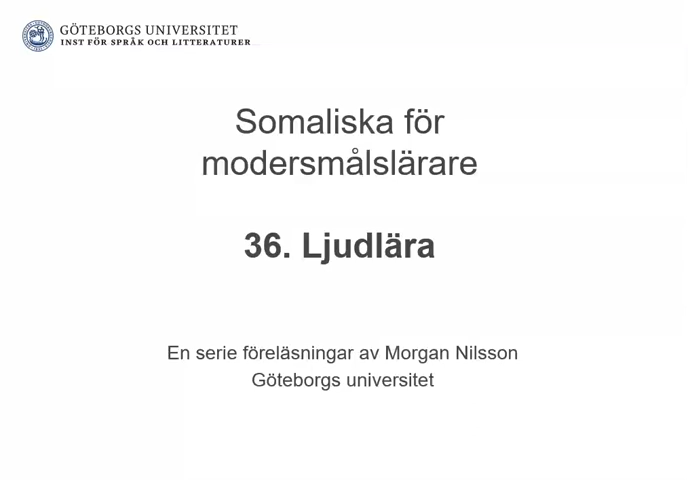 GÖTEBORGS UNIVERSITET
INST FÖR SPRÅK OCH LITTERATURER
Somaliska för
modersmålslärare
36. Ljudlära
En serie föreläsningar av Morgan Nilsson
Göteborgs universitet